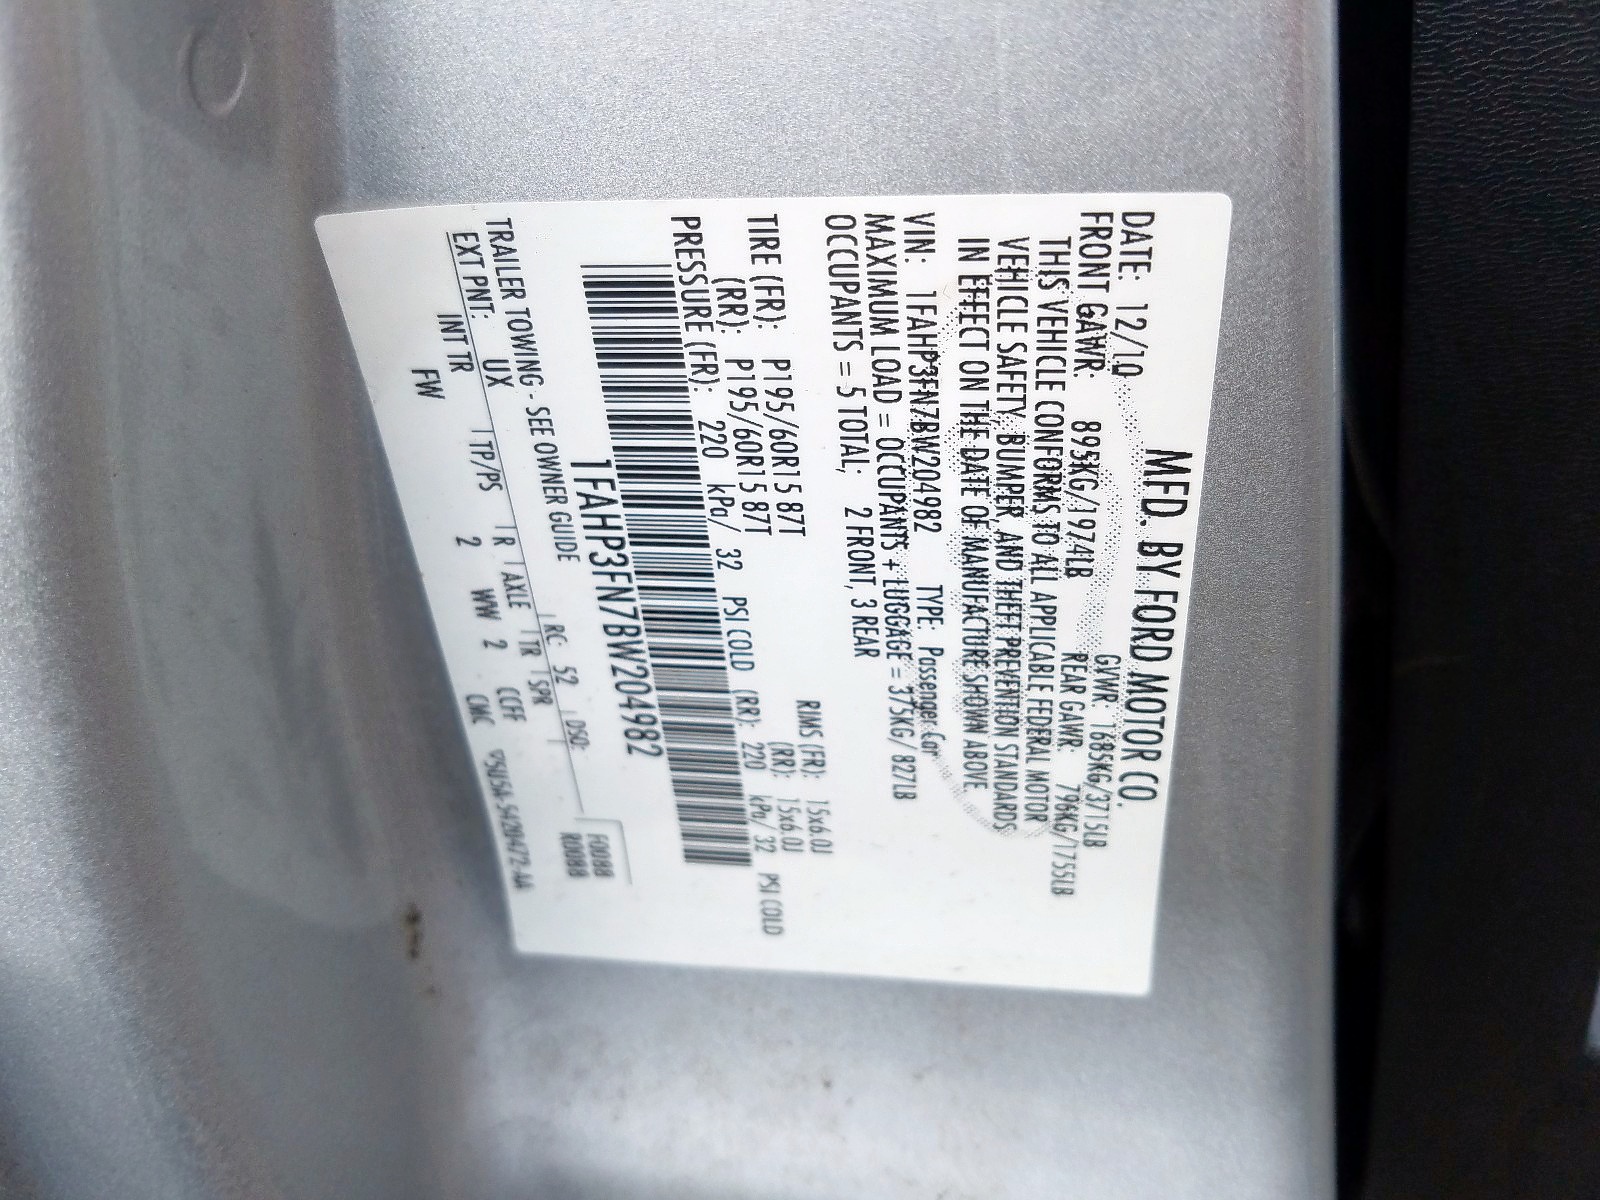 MFD. BY FORD MOTOR CO.
DATE: 12/10 GVWR: 1685KG/3715LB
FRONT GAWR: 895KG/1974LB REAR GAWR: 796KG/1755LB
THIS VEHICLE CONFORMS TO ALL APPLICABLE FEDERAL MOTOR
VEHICLE SAFETY, BUMPER, AND THEFT PREVENTION STANDARDS
IN EFFECT ON THE DATE OF MANUFACTURE SHOWN ABOVE
VIN: 1FAHP3FN7BW204982 TYPE: Passenger Car
MAXIMUM LOAD = OCCUPANTS + LUGGAGE = 375KG/ 827LB
OCCUPANTS = 5 TOTAL; 2 FRONT, 3 REAR
RIMS (FR): 15x6.0J
TIRE (FR): P195/60R15 87T (RR): 15x6.0J
(RR): P195/60R15 87T
PRESSURE (FR): 220 kPa/ 32 PSI COLD (RR): 220 kPa/ 32 PSI COLD
1FAHP3FN7BW204982
F0088
R0088
TRAILER TOWING - SEE OWNER GUIDE
EXT PNT: UX RC: 52 DSO:
INT TR TP/PS R AXLE TR SPR
FW 2 WW 2 CCFF CMC